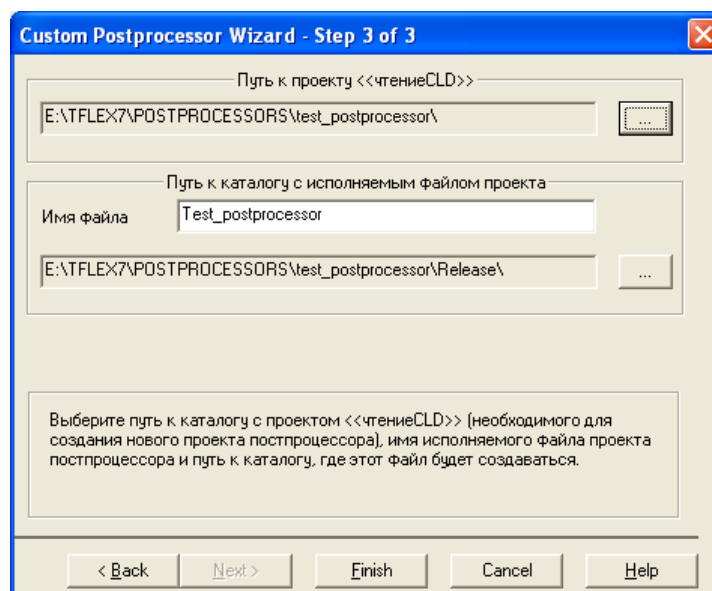 Custom Postprocessor Wizard - Step 3 of 3
Путь к проекту <<чтениеCLD>>
E:\TFLEX7\POSTPROCESSORS\test_postprocessor\
...
Путь к каталогу с исполняемым файлом проекта
Имя файла
Test_postprocessor
E:\TFLEX7\POSTPROCESSORS\test_postprocessor\Release\
...
Выберите путь к каталогу с проектом <<чтениеCLD>> (необходимого для
создания нового проекта постпроцессора), имя исполняемого файла проекта
постпроцессора и путь к каталогу, где этот файл будет создаваться.
< Back
Next >
Finish
Cancel
Help